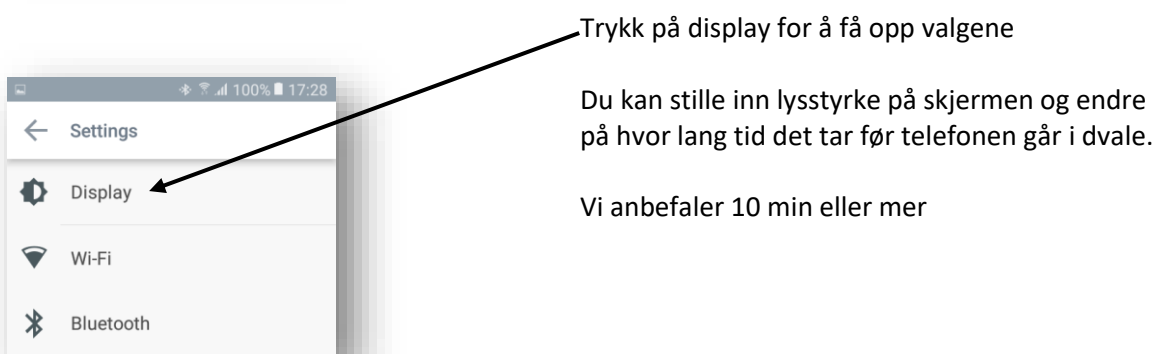 Trykk på display for å få opp valgene
100% 17:28
Settings
Du kan stille inn lysstyrke på skjermen og endre
på hvor lang tid det tar før telefonen går i dvale.
Display
Vi anbefaler 10 min eller mer
Wi-Fi
Bluetooth